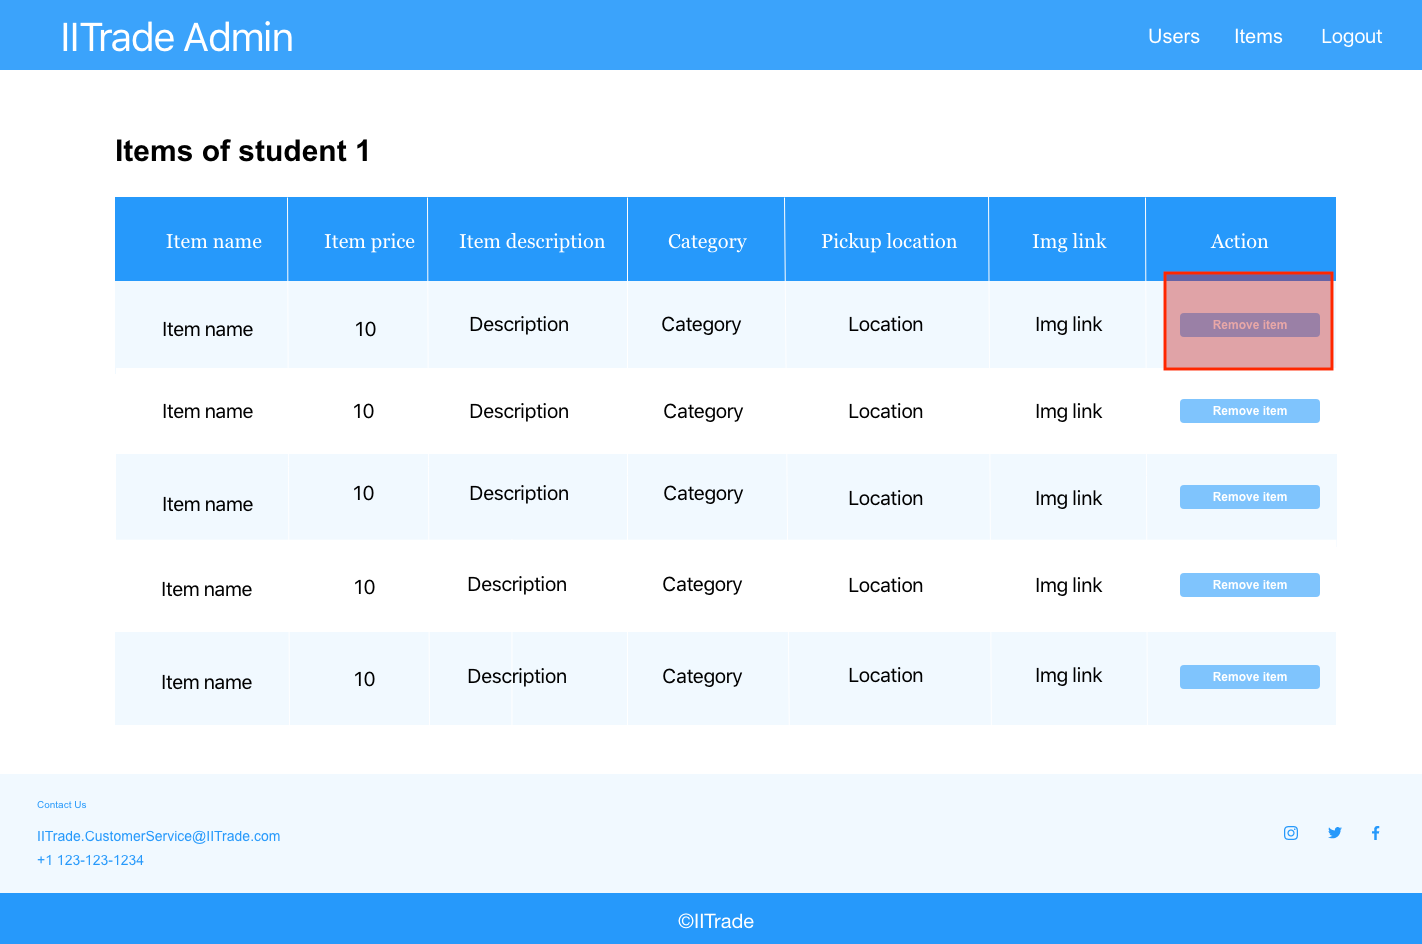 IITrade Admin Users Items Logout
Items of student 1
Item name Item price Item description Category Pickup location Img link Action
Item name 10 Description Category Location Img link Remove item
Item name 10 Description Category Location Img link Remove item
Item name 10 Description Category Location Img link Remove item
Item name 10 Description Category Location Img link Remove item
Item name 10 Description Category Location Img link Remove item
Contact Us
IITrade.CustomerService@IITrade.com
+1 123-123-1234
©IITrade